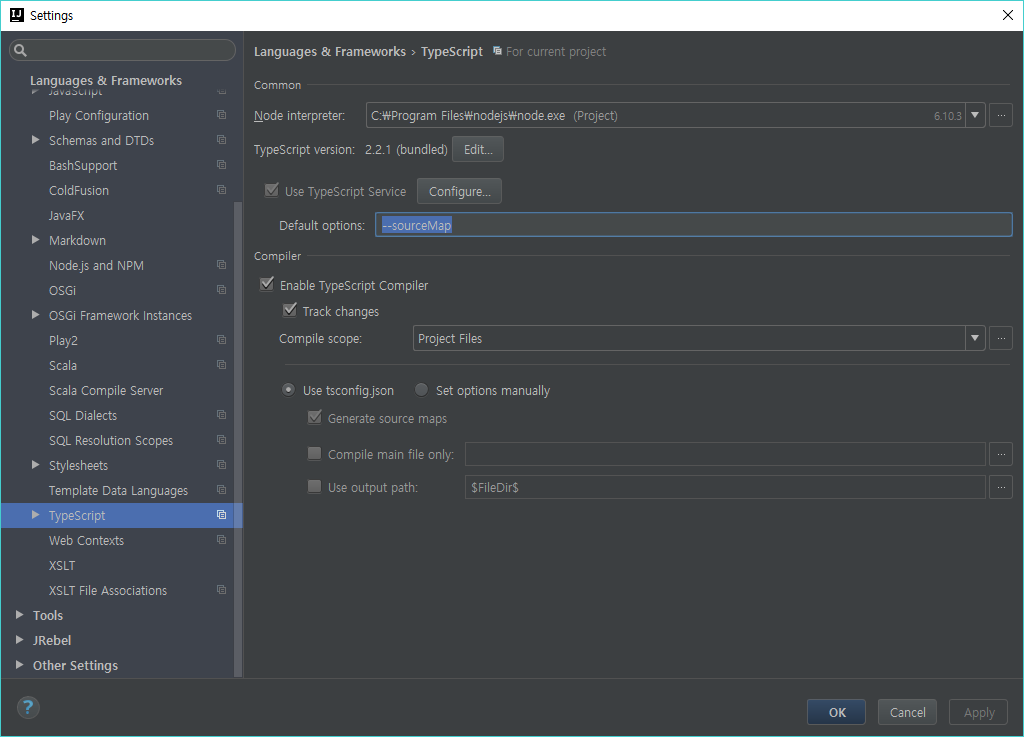 IJ Settings
Languages & Frameworks
JavaScript
Play Configuration
Schemas and DTDs
BashSupport
ColdFusion
JavaFX
Markdown
Node.js and NPM
OSGi
OSGi Framework Instances
Play2
Scala
Scala Compile Server
SQL Dialects
SQL Resolution Scopes
Stylesheets
Template Data Languages
TypeScript
Web Contexts
XSLT
XSLT File Associations
Tools
JRebel
Other Settings
Languages & Frameworks › TypeScript For current project
Common
Node interpreter: C:₩Program Files₩nodejs₩node.exe (Project) 6.10.3 ...
TypeScript version: 2.2.1 (bundled) Edit...
Use TypeScript Service Configure...
Default options: --sourceMap
Compiler
Enable TypeScript Compiler
Track changes
Compile scope: Project Files ...
Use tsconfig.json Set options manually
Generate source maps
Compile main file only: ...
Use output path: $FileDir$ ...
? OK Cancel Apply